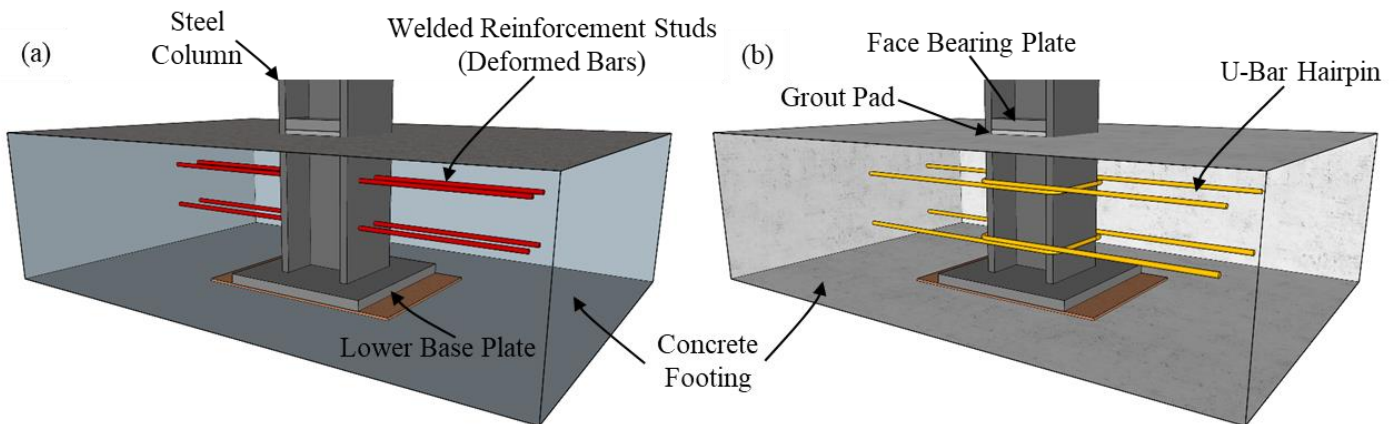 (a)
Steel
Column
Welded Reinforcement Studs
(Deformed Bars)
Lower Base Plate
Concrete
Footing
(b)
Face Bearing Plate
Grout Pad
U-Bar Hairpin